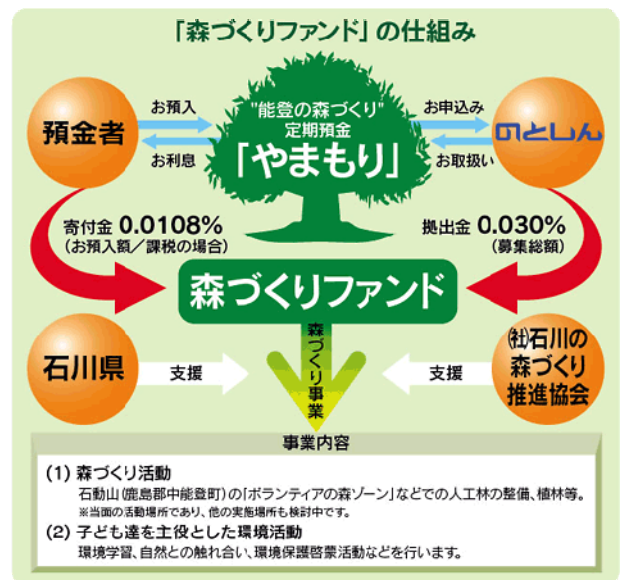 「森づくりファンド」の仕組み
預金者
お預入
お利息
"能登の森づくり"
定期預金
「やまもり」
お申込み
お取扱い
のとしん
寄付金 0.0108%
(お預入額/課税の場合)
拠出金 0.030%
(募集総額)
森づくりファンド
石川県
支援
森づくり事業
支援
(社)石川の
森づくり
推進協会
事業内容
(1) 森づくり活動
石動山(鹿島郡中能登町)の「ボランティアの森ゾーン」などでの人工林の整備、植林等。
※当面の活動場所であり、他の実施場所も検討中です。
(2) 子ども達を主役とした環境活動
環境学習、自然との触れ合い、環境保護啓蒙活動などを行います。